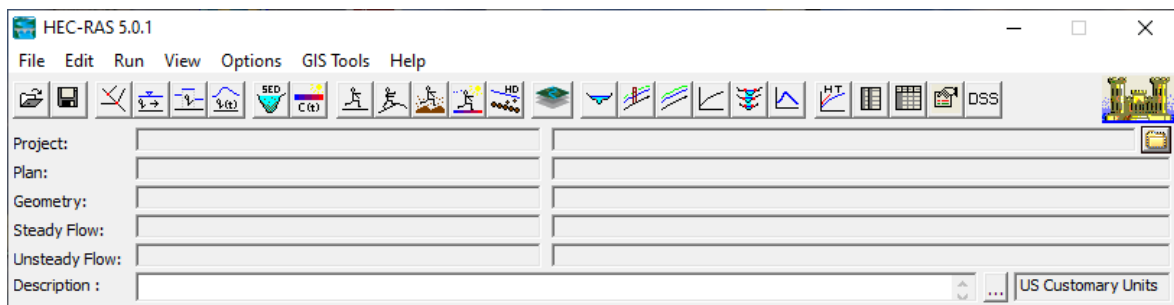 HEC-RAS 5.0.1
File Edit Run View Options GIS Tools Help
SED C(t) HD HT DSS
Project:
Plan:
Geometry:
Steady Flow:
Unsteady Flow:
Description : ... US Customary Units